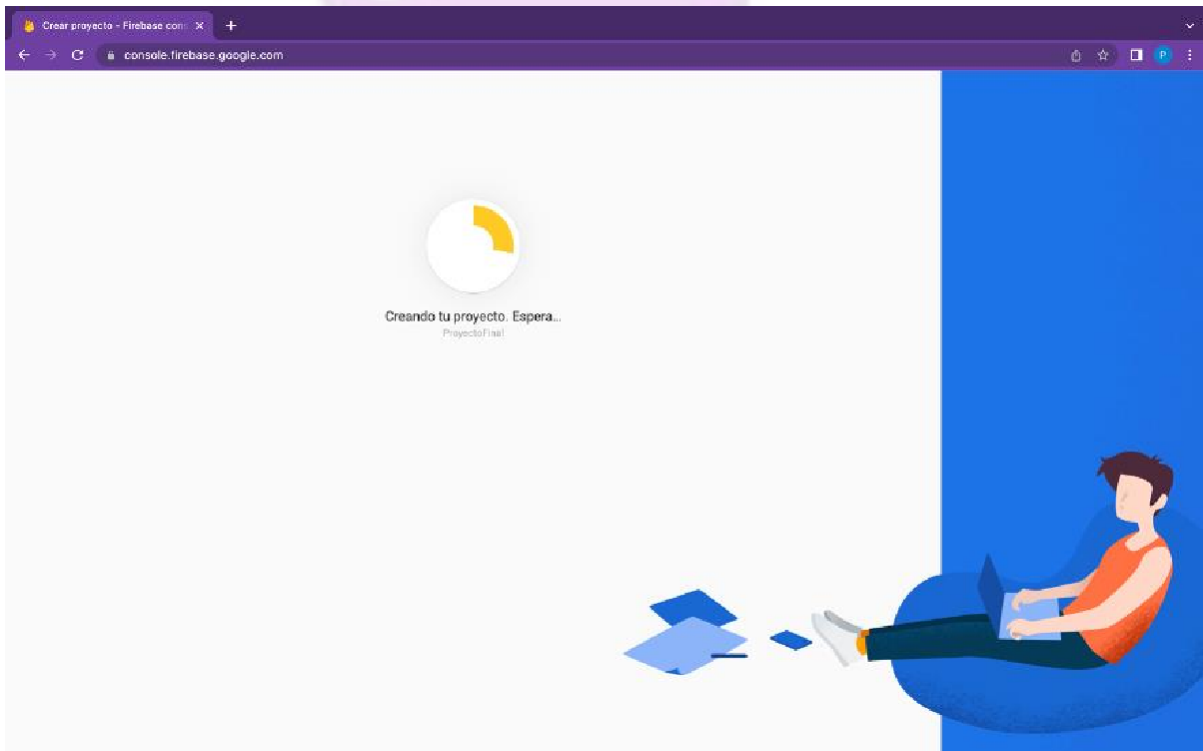 Crear proyecto - Firebase con
console.firebase.google.com
P
Creando tu proyecto. Espera...
ProyectoFinal